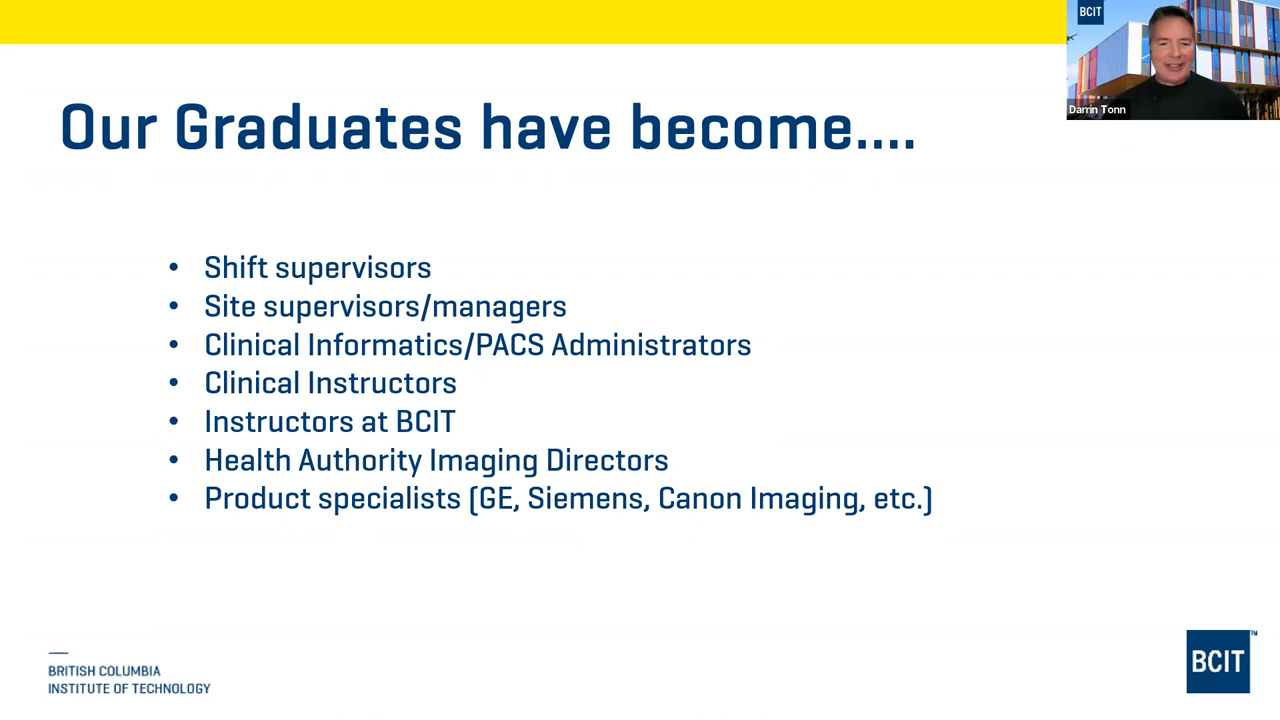 BCIT
Darrin Tonn
Our Graduates have become....
• Shift supervisors
• Site supervisors/managers
• Clinical Informatics/PACS Administrators
• Clinical Instructors
• Instructors at BCIT
• Health Authority Imaging Directors
• Product specialists (GE, Siemens, Canon Imaging, etc.)
BRITISH COLUMBIA
INSTITUTE OF TECHNOLOGY
BCIT™